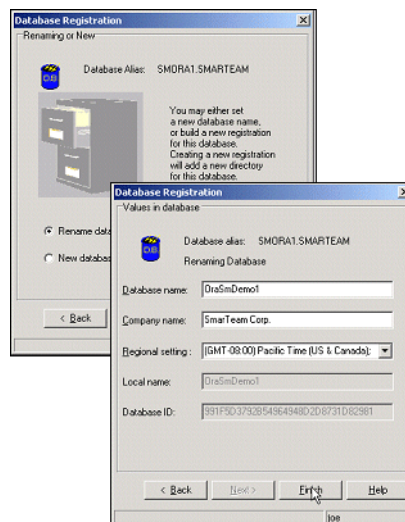 Database Registration
Renaming or New
Database Alias: SMORA1.SMARTEAM
You may either set
a new database name,
or build a new registration
for this database.
Creating a new registration
will add a new directory
for this database.
Rename data
New databas
< Back
Database Registration
Values in database
Database alias: SMORA1.SMARTEAM
Renaming Database
Database name: OraSmDemo1
Company name: SmarTeam Corp.
Regional setting : (GMT-08:00) Pacific Time (US & Canada);
Local name: OraSmDemo1
Database ID:
< Back Next > Finish Help
joe